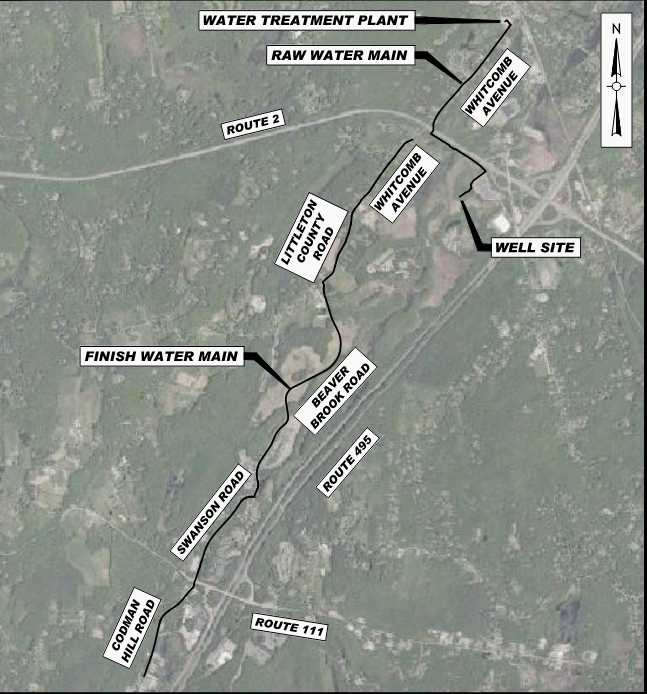 WATER TREATMENT PLANT
N
RAW WATER MAIN
WHITCOMB
AVENUE
ROUTE 2
WHITCOMB
AVENUE
LITTLETON
COUNTY
ROAD
WELL SITE
FINISH WATER MAIN
BEAVER
BROOK ROAD
ROUTE 495
SWANSON ROAD
CODMAN
HILL ROAD
ROUTE 111